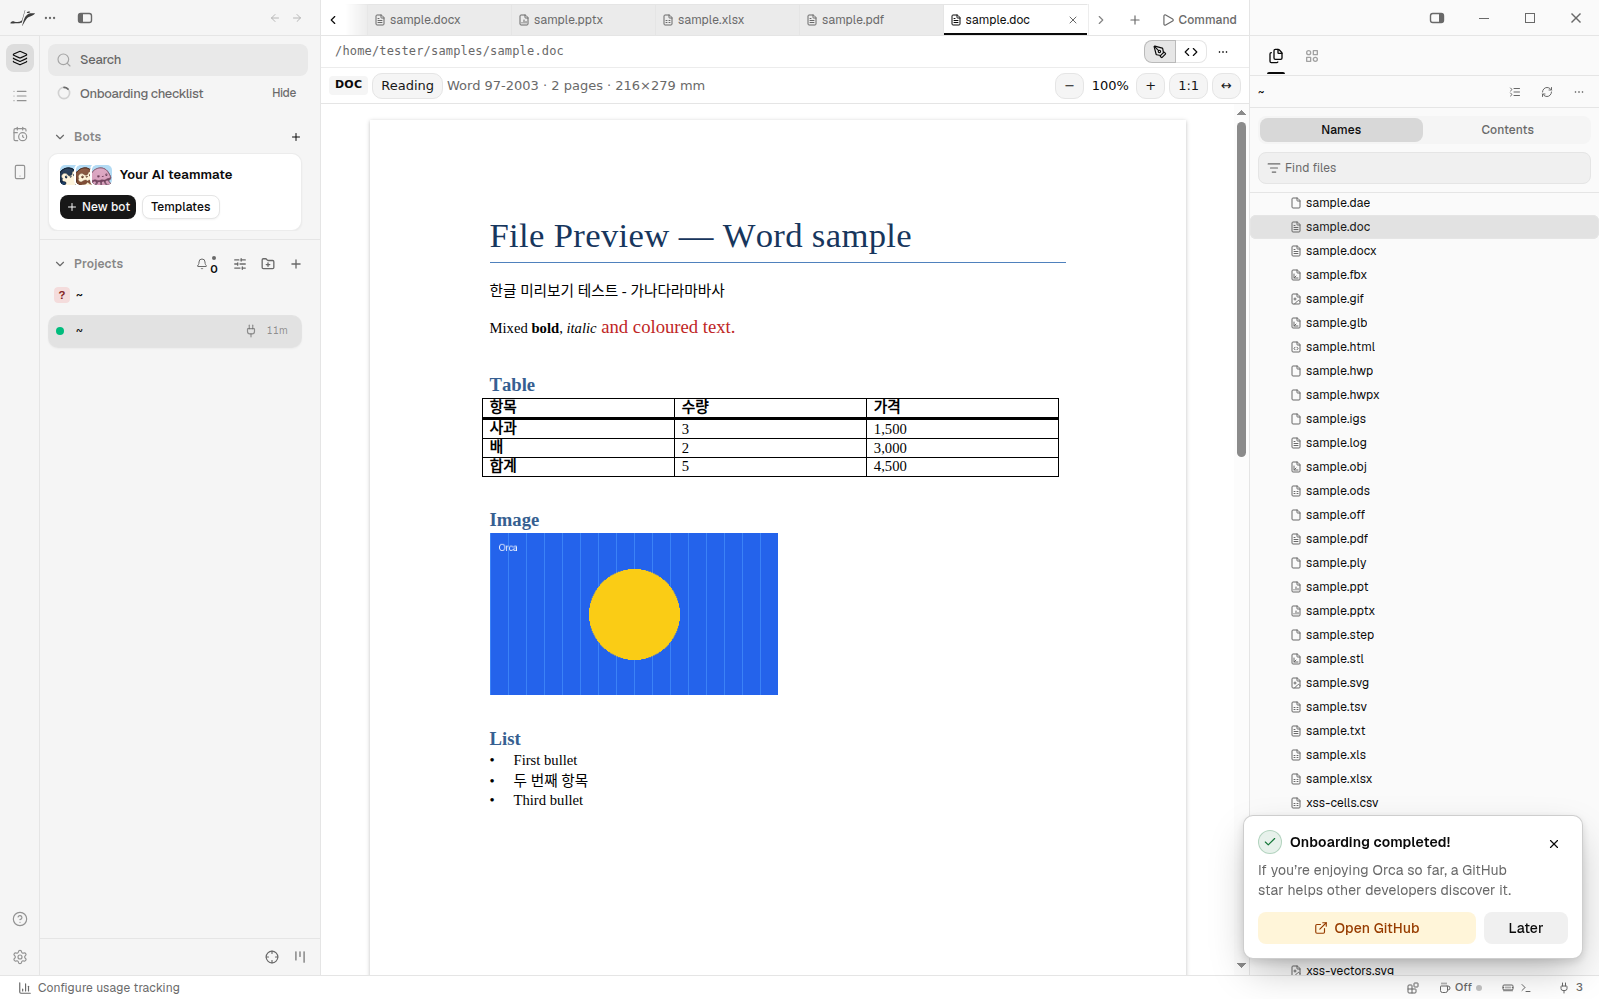 sample.docx
sample.pptx
sample.xlsx
sample.pdf
sample.doc
Command
Search
Onboarding checklist
Hide
Bots
Your AI teammate
New bot
Templates
Projects
0
? ~
~
11m
/home/tester/samples/sample.doc
DOC
Reading
Word 97-2003 · 2 pages · 216×279 mm
− 100% + 1:1 ↔
File Preview — Word sample
한글 미리보기 테스트 - 가나다라마바사
Mixed bold, italic and coloured text.
Table
항목 수량 가격
사과 3 1,500
배 2 3,000
합계 5 4,500
Image
Orca
List
• First bullet
• 두 번째 항목
• Third bullet
~
Names
Contents
Find files
sample.dae
sample.doc
sample.docx
sample.fbx
sample.gif
sample.glb
sample.html
sample.hwp
sample.hwpx
sample.igs
sample.log
sample.obj
sample.ods
sample.off
sample.pdf
sample.ply
sample.ppt
sample.pptx
sample.step
sample.stl
sample.svg
sample.tsv
sample.txt
sample.xls
sample.xlsx
xss-cells.csv
Onboarding completed!
If you're enjoying Orca so far, a GitHub
star helps other developers discover it.
Open GitHub
Later
xss-vectors.svg
Configure usage tracking
Off
3